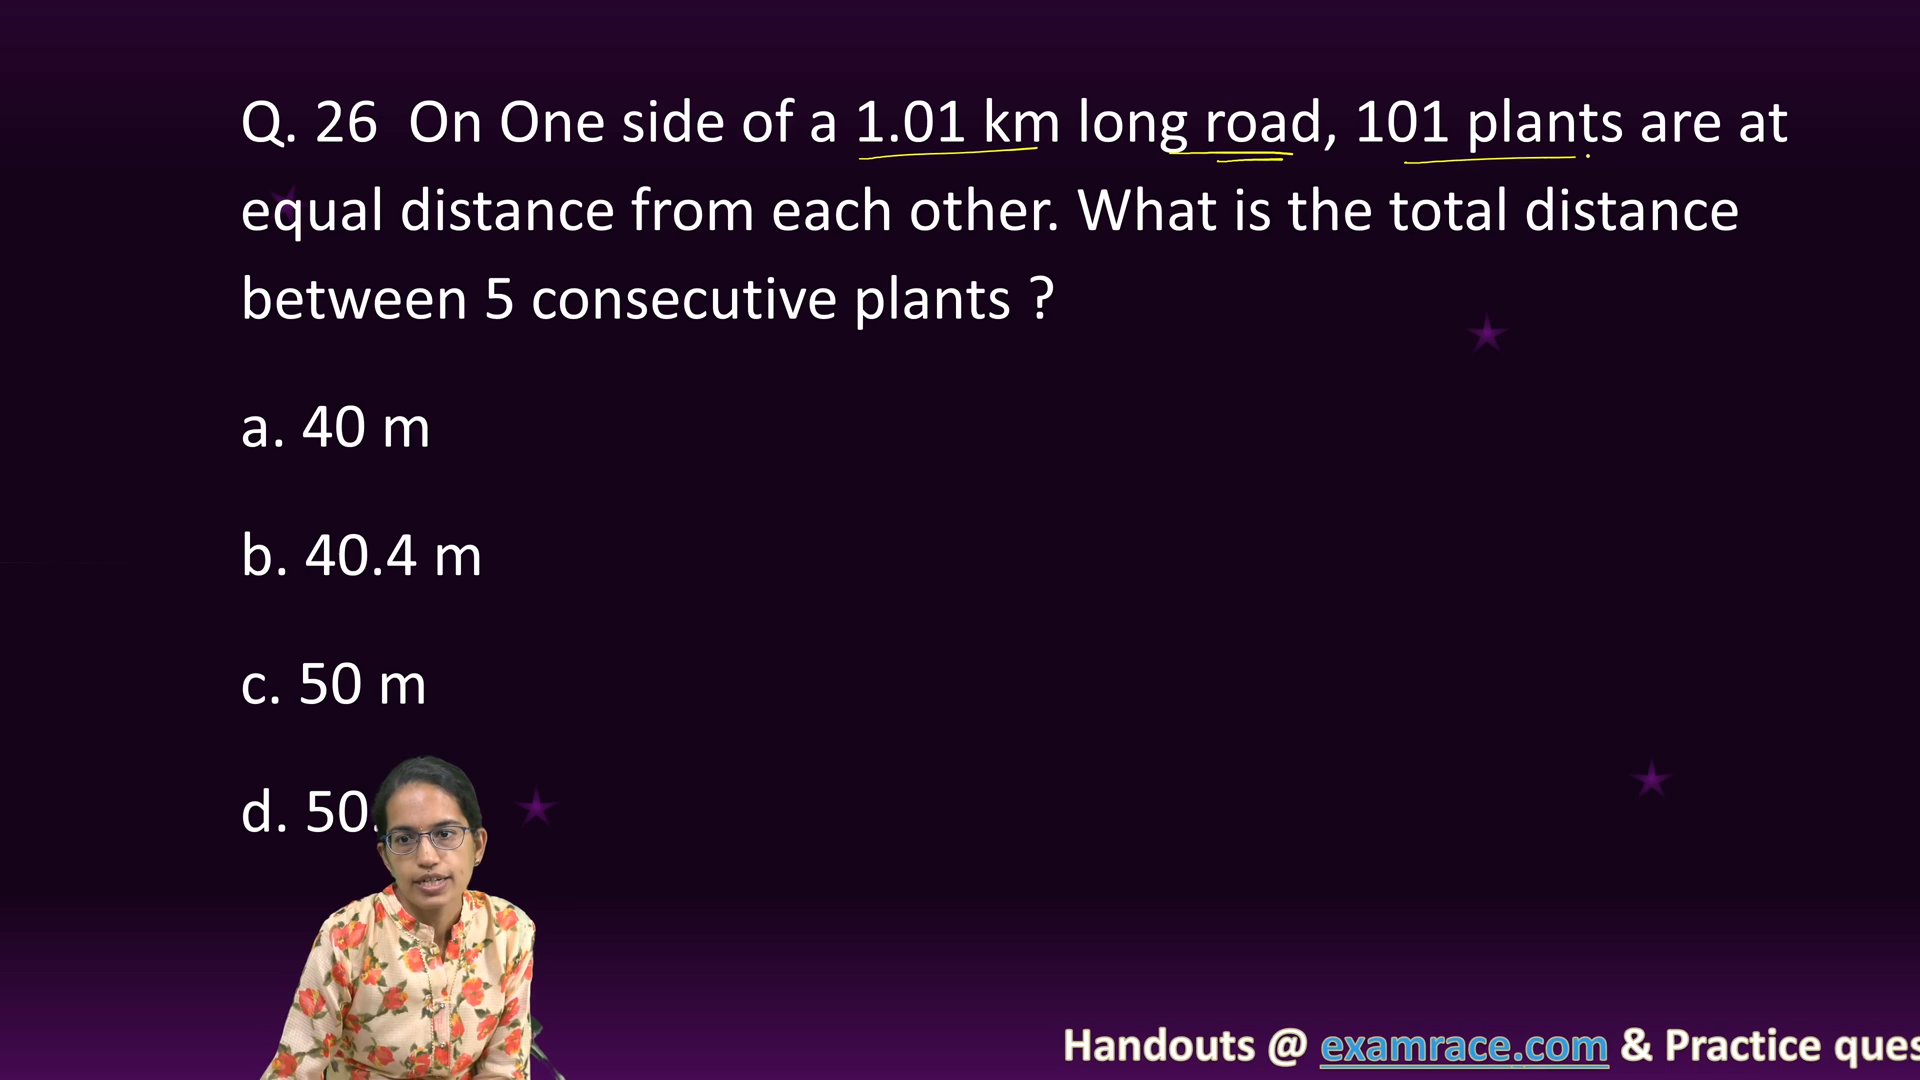 Q. 26 On One side of a 1.01 km long road, 101 plants are at
equal distance from each other. What is the total distance
between 5 consecutive plants ?
a. 40 m
b. 40.4 m
c. 50 m
d. 50.
Handouts @ examrace.com & Practice ques